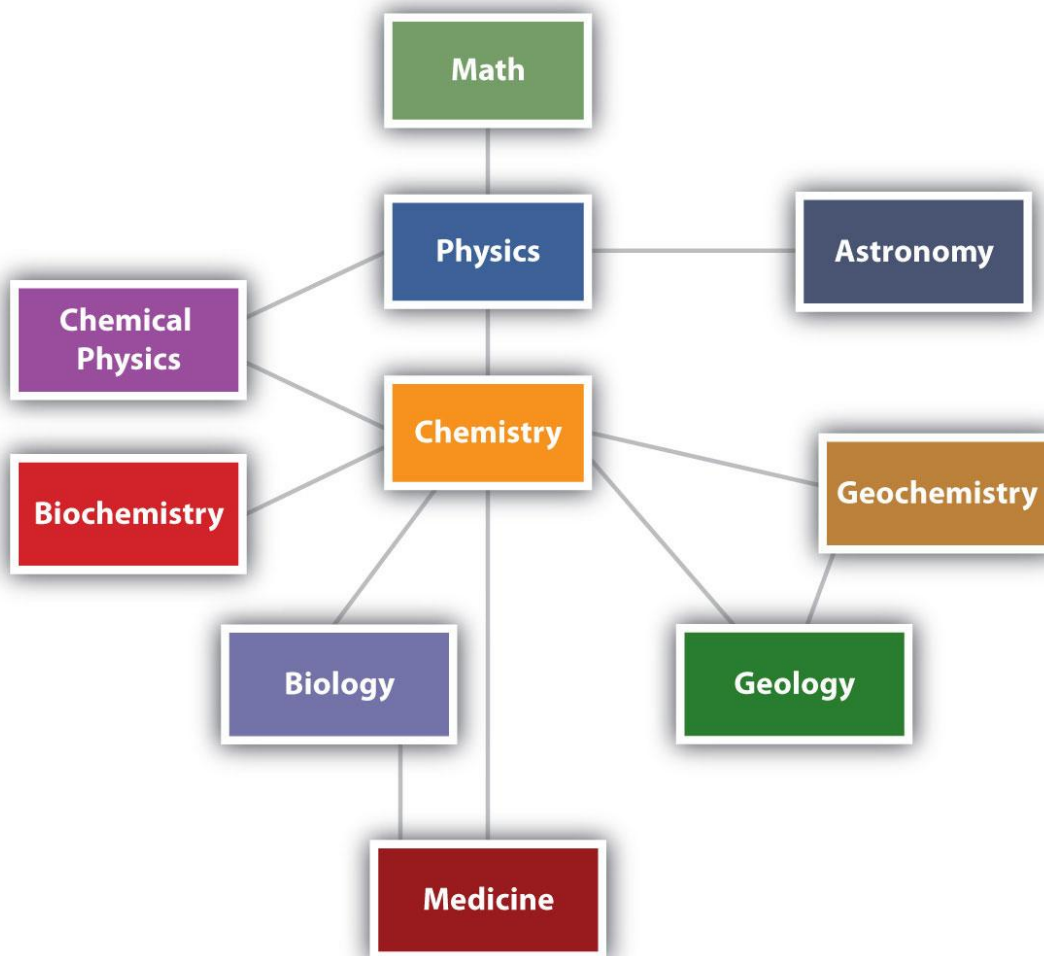 Math
Physics
Astronomy
Chemical
Physics
Chemistry
Biochemistry
Geochemistry
Biology
Geology
Medicine